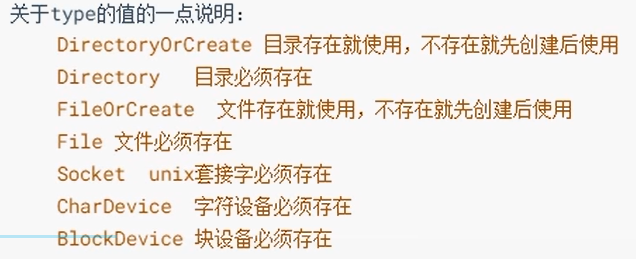 关于type的值的一点说明：
DirectoryOrCreate 目录存在就使用，不存在就先创建后使用
Directory 目录必须存在
FileOrCreate 文件存在就使用，不存在就先创建后使用
File 文件必须存在
Socket unix套接字必须存在
CharDevice 字符设备必须存在
BlockDevice 块设备必须存在